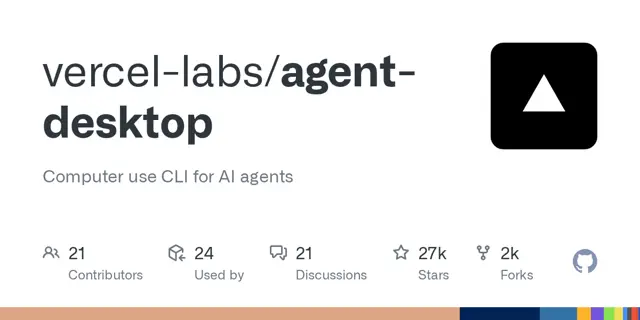 vercel-labs/agent-
desktop
Computer use CLI for AI agents
21 24 21 27k 2k
Contributors Used by Discussions Stars Forks